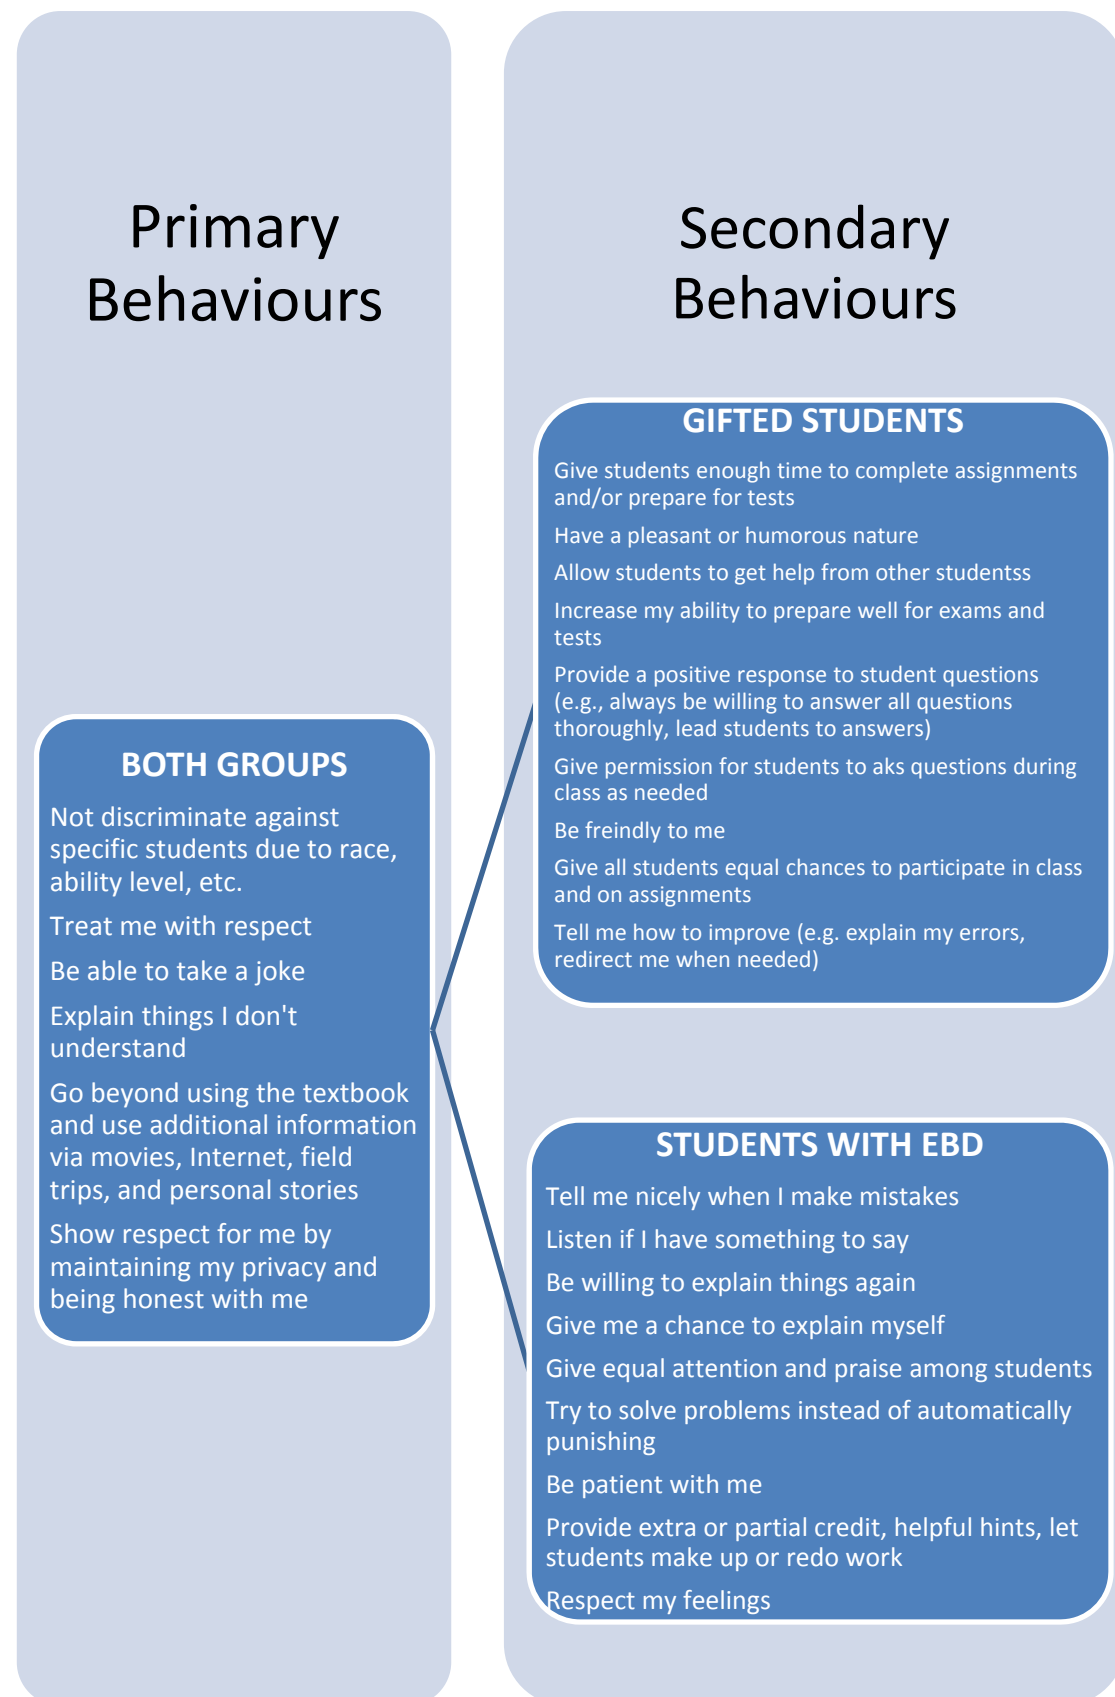 Primary
Behaviours
BOTH GROUPS
Not discriminate against
specific students due to race,
ability level, etc.
Treat me with respect
Be able to take a joke
Explain things I don't
understand
Go beyond using the textbook
and use additional information
via movies, Internet, field
trips, and personal stories
Show respect for me by
maintaining my privacy and
being honest with me
Secondary
Behaviours
GIFTED STUDENTS
Give students enough time to complete assignments
and/or prepare for tests
Have a pleasant or humorous nature
Allow students to get help from other studentss
Increase my ability to prepare well for exams and
tests
Provide a positive response to student questions
(e.g., always be willing to answer all questions
thoroughly, lead students to answers)
Give permission for students to aks questions during
class as needed
Be freindly to me
Give all students equal chances to participate in class
and on assignments
Tell me how to improve (e.g. explain my errors,
redirect me when needed)
STUDENTS WITH EBD
Tell me nicely when I make mistakes
Listen if I have something to say
Be willing to explain things again
Give me a chance to explain myself
Give equal attention and praise among students
Try to solve problems instead of automatically
punishing
Be patient with me
Provide extra or partial credit, helpful hints, let
students make up or redo work
Respect my feelings